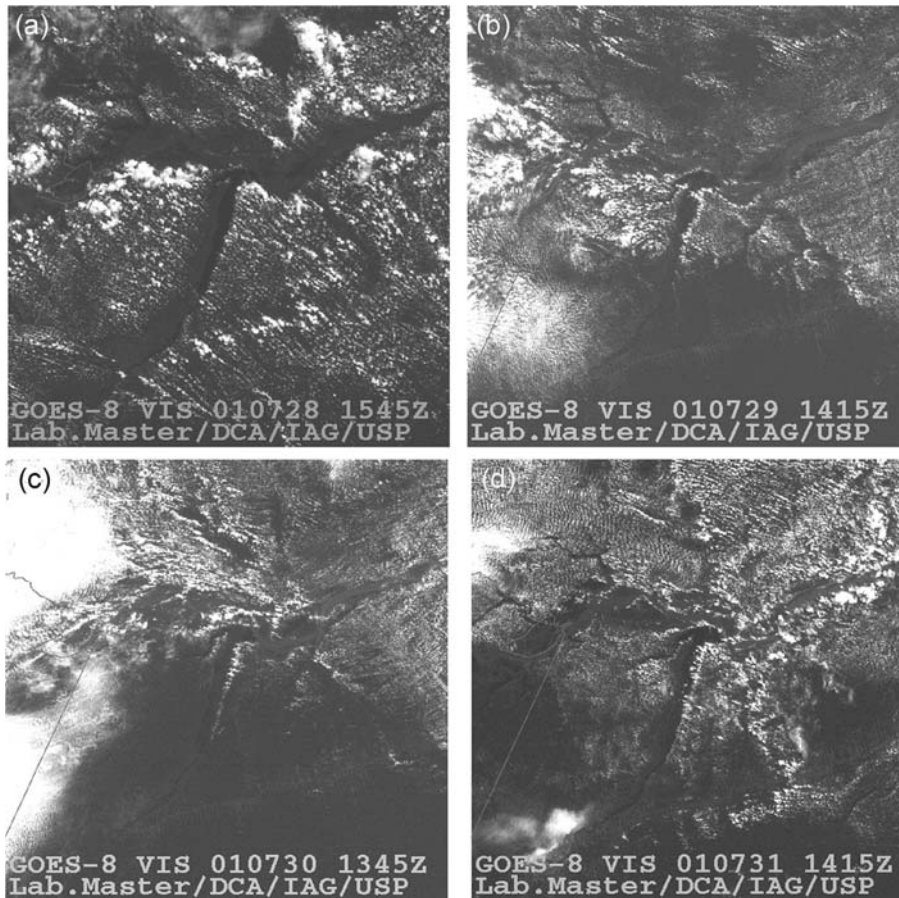 (a)
GOES-8 VIS 010728 1545Z
Lab.Master/DCA/IAG/USP
(b)
GOES-8 VIS 010729 1415Z
Lab.Master/DCA/IAG/USP
(c)
GOES-8 VIS 010730 1345Z
Lab.Master/DCA/IAG/USP
(d)
GOES-8 VIS 010731 1415Z
Lab.Master/DCA/IAG/USP